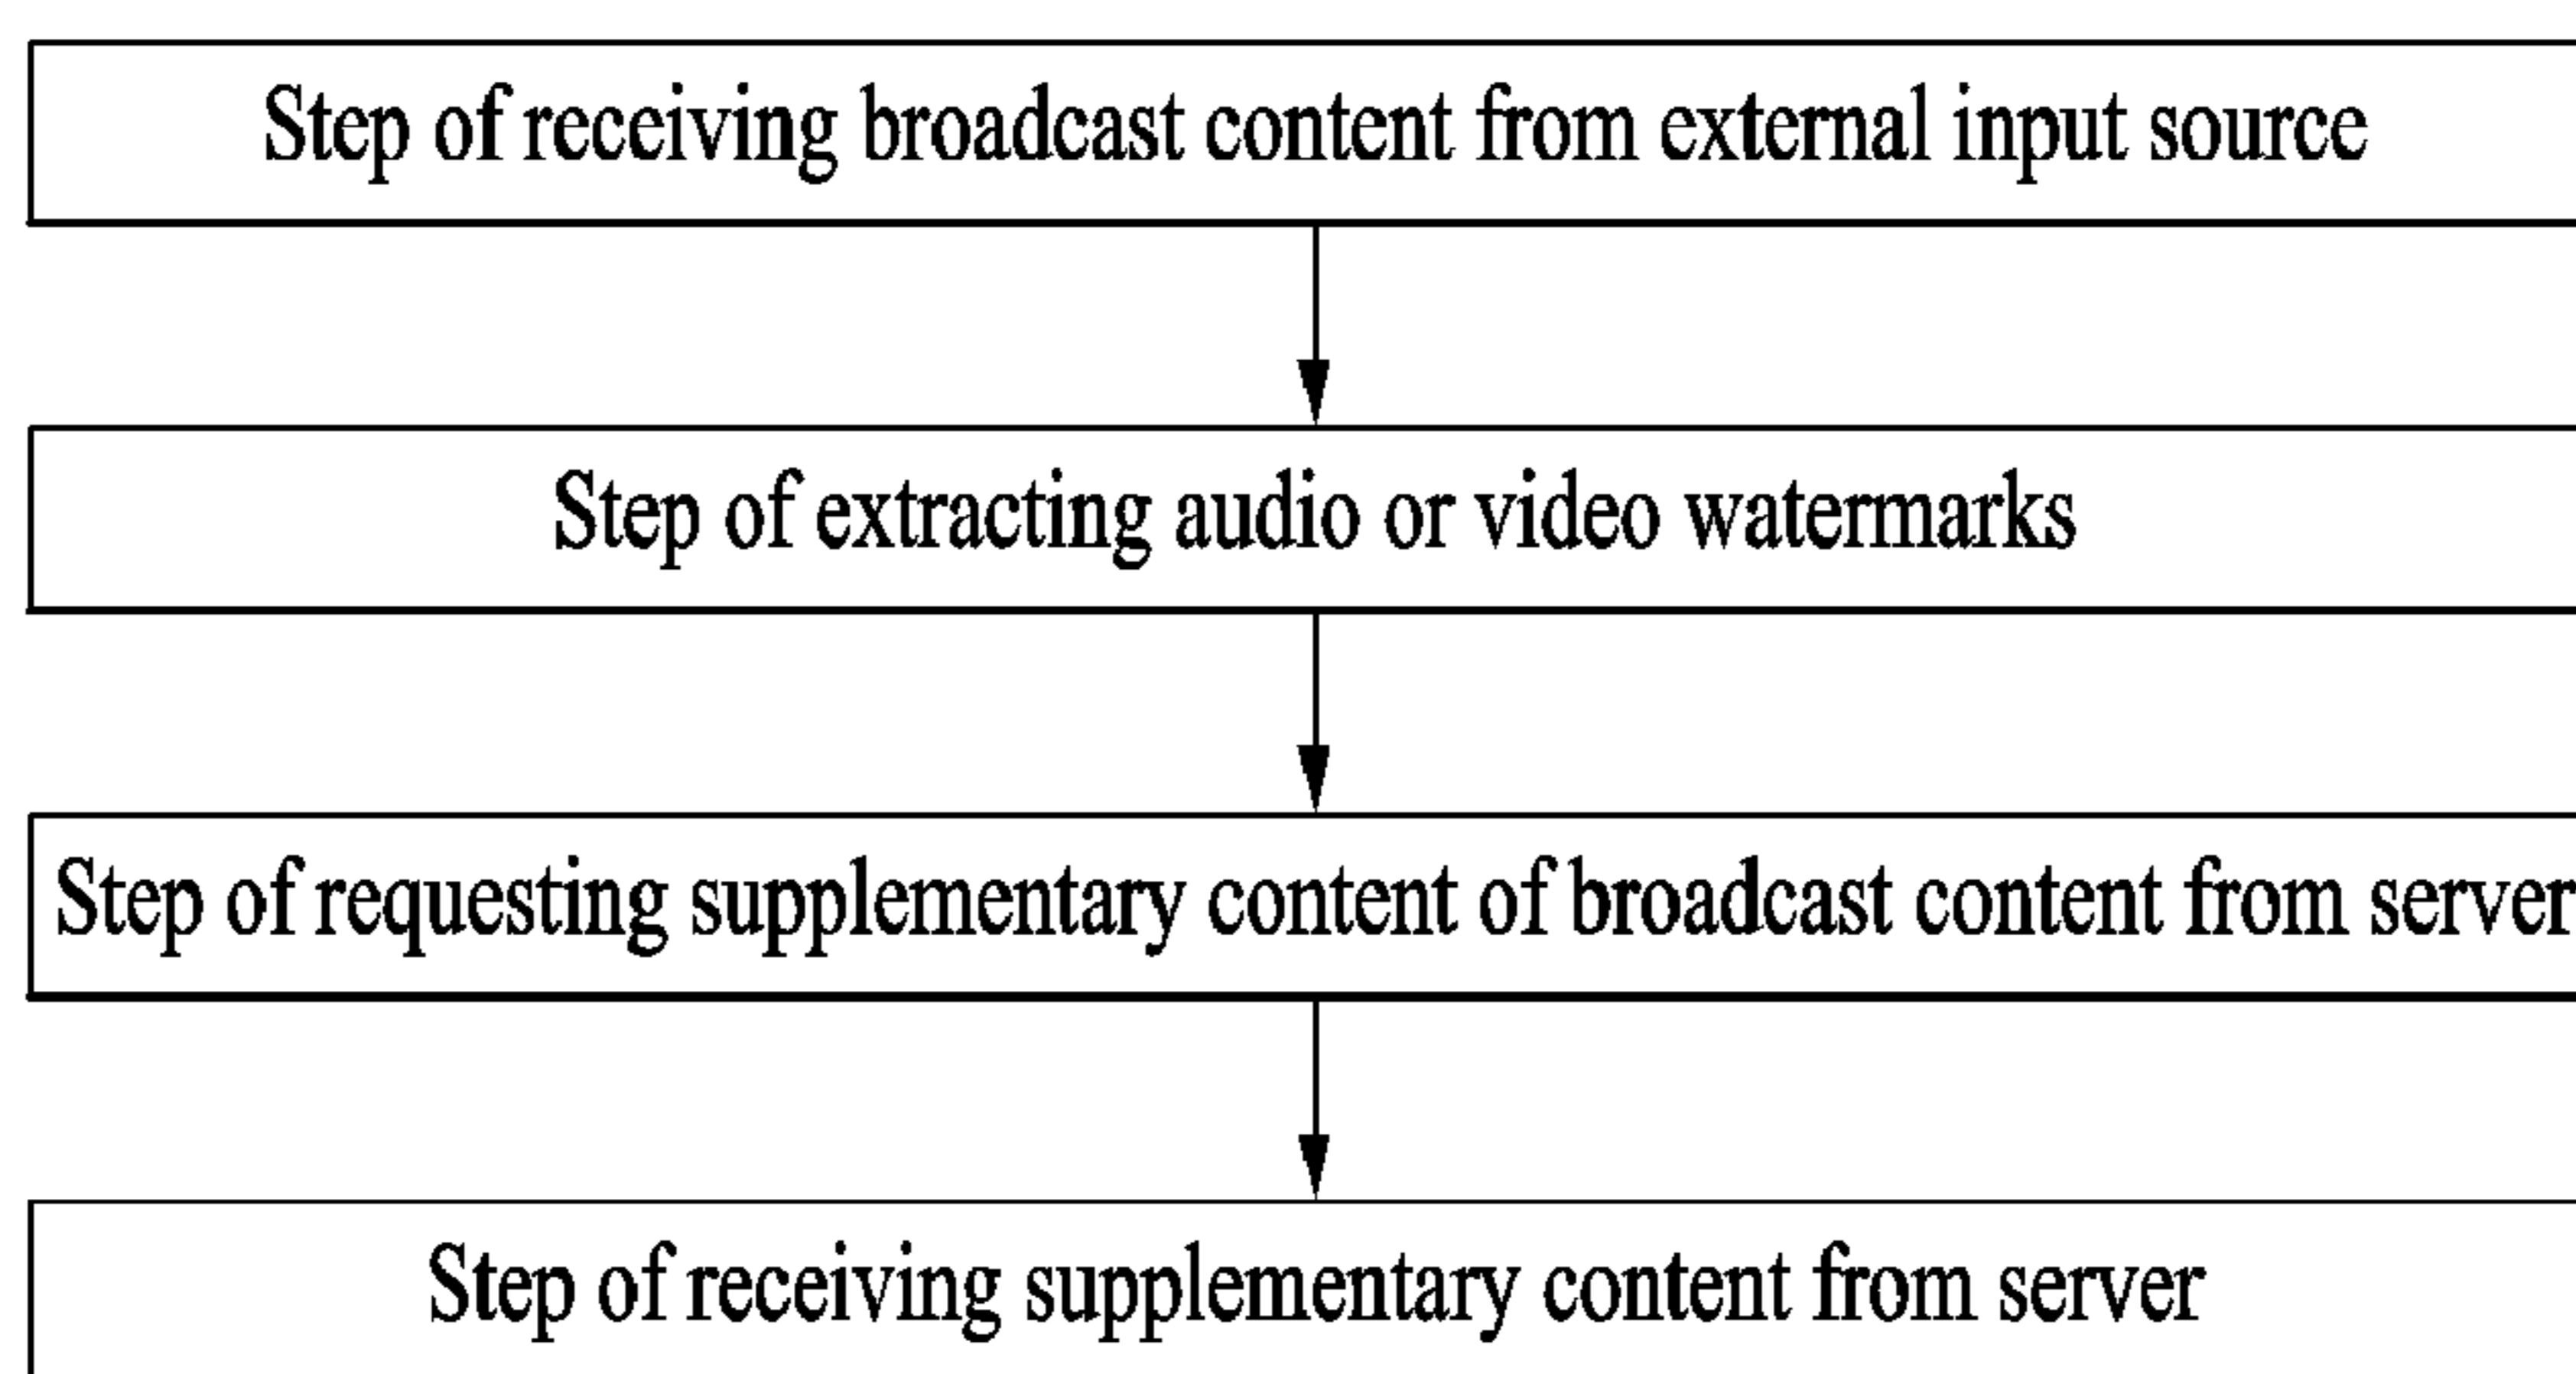 Step of receiving broadcast content from external input source
Step of extracting audio or video watermarks
Step of requesting supplementary content of broadcast content from server
Step of receiving supplementary content from server